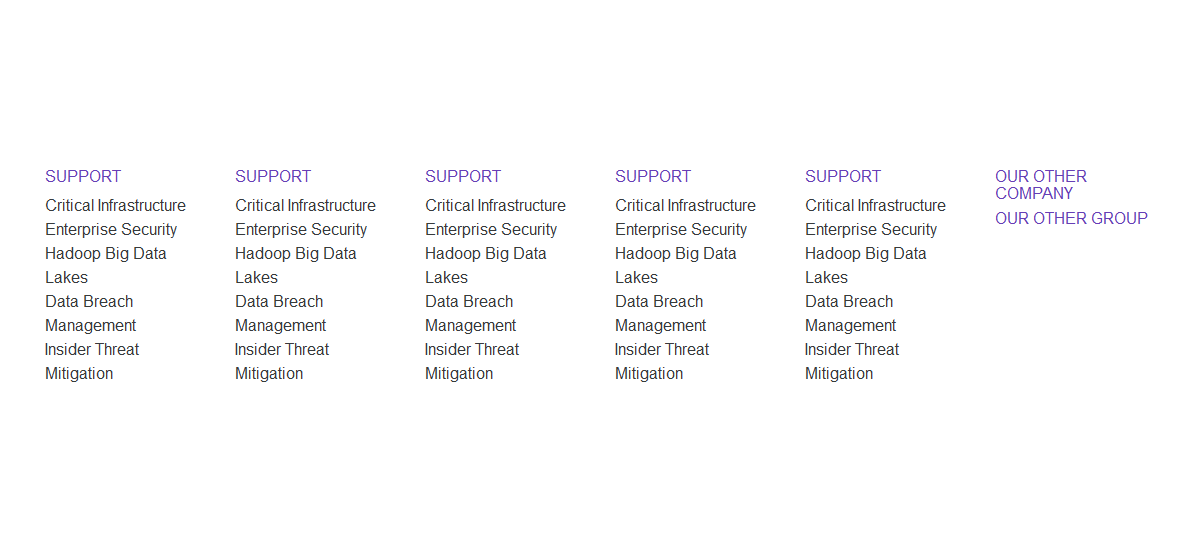 SUPPORT
Critical Infrastructure
Enterprise Security
Hadoop Big Data
Lakes
Data Breach
Management
Insider Threat
Mitigation
SUPPORT
Critical Infrastructure
Enterprise Security
Hadoop Big Data
Lakes
Data Breach
Management
Insider Threat
Mitigation
SUPPORT
Critical Infrastructure
Enterprise Security
Hadoop Big Data
Lakes
Data Breach
Management
Insider Threat
Mitigation
SUPPORT
Critical Infrastructure
Enterprise Security
Hadoop Big Data
Lakes
Data Breach
Management
Insider Threat
Mitigation
SUPPORT
Critical Infrastructure
Enterprise Security
Hadoop Big Data
Lakes
Data Breach
Management
Insider Threat
Mitigation
OUR OTHER
COMPANY
OUR OTHER GROUP